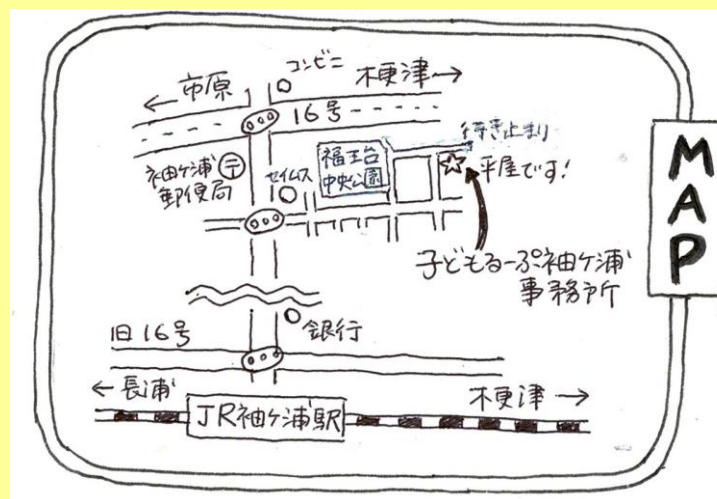 コンビニ
←市原
木更津→
16号
行き止まり
袖ヶ浦
郵便局
〒
セイムス
福王台
中央公園
平屋です!
MAP
子どもるーぷ袖ヶ浦
事務所
旧16号
銀行
←長浦
木更津→
JR袖ヶ浦駅